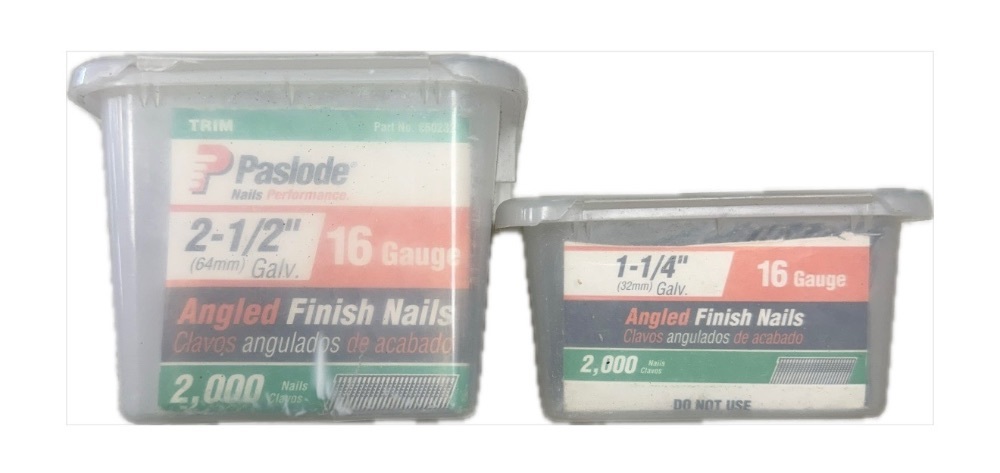 TRIM Part No.
Paslode
Nails Performance.
2-1/2" 16 Gauge
(64mm) Galv.
Angled Finish Nails
Clavos angulados de acabado
2,000 Nails
Clavos
1-1/4" 16 Gauge
(32mm) Galv.
Angled Finish Nails
Clavos angulados de acabado
2,000 Nails
Clavos
DO NOT USE